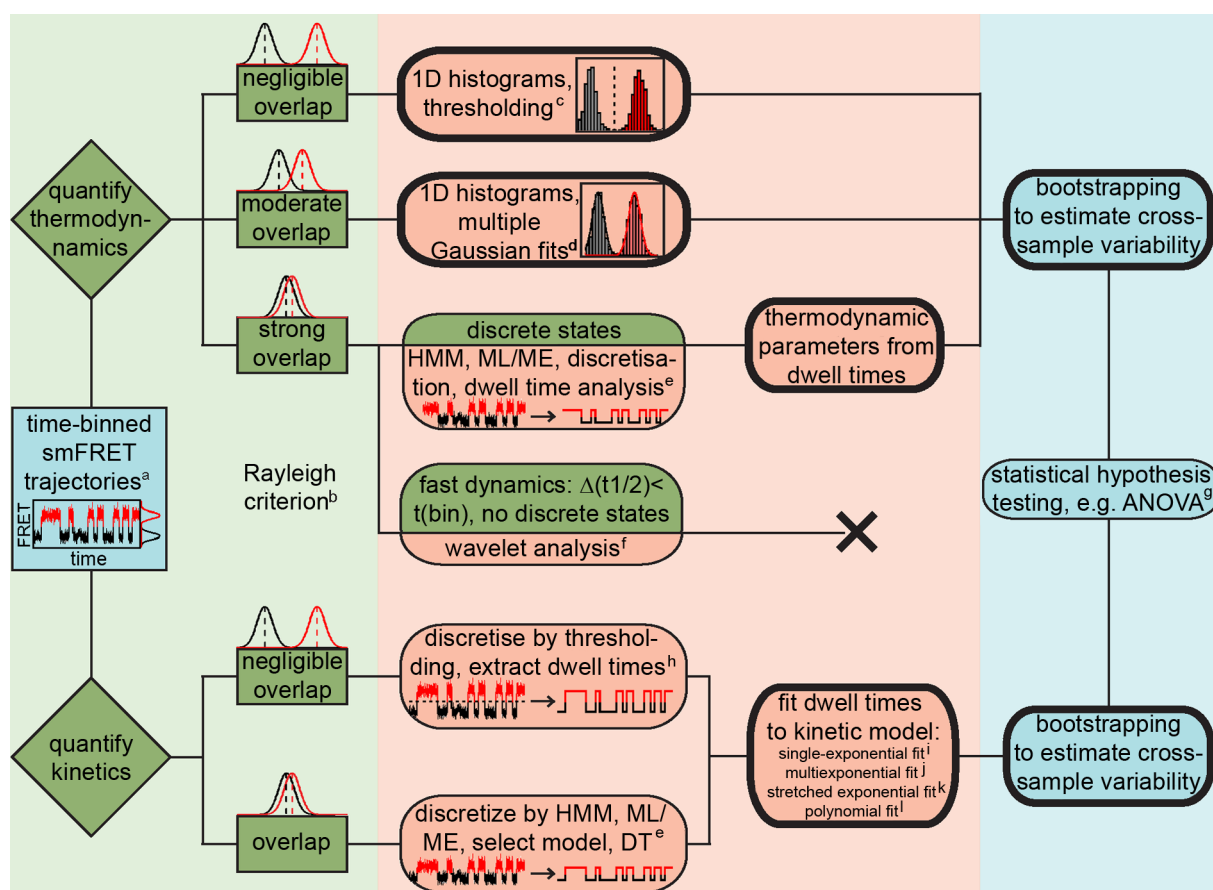 negligible
overlap
1D histograms,
thresholding c
quantify
thermodyn-
namics
moderate
overlap
1D histograms,
multiple
Gaussian fits d
bootstrapping
to estimate cross-
sample variability
strong
overlap
discrete states
HMM, ML/ME, discretisa-
tion, dwell time analysis e
thermodynamic
parameters from
dwell times
time-binned
smFRET
trajectories a
FRET
time
Rayleigh
criterion b
fast dynamics: Δ(t1/2)<
t(bin), no discrete states
wavelet analysis f
statistical hypothesis
testing, e.g. ANOVA g
negligible
overlap
discretise by threshol-
ding, extract dwell times h
quantify
kinetics
fit dwell times
to kinetic model:
single-exponential fit i
multiexponential fit j
stretched exponential fit k
polynomial fit l
bootstrapping
to estimate cross-
sample variability
overlap
discretize by HMM, ML/
ME, select model, DT e